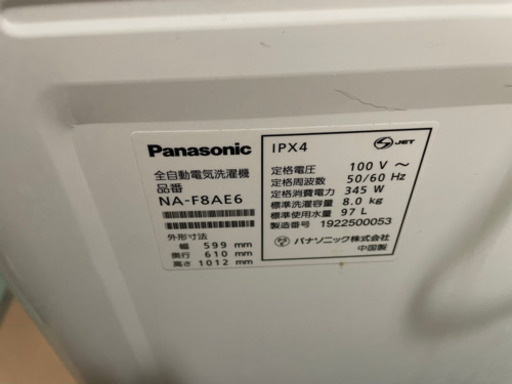 Panasonic
全自動電気洗濯機
品番
NA-F8AE6
外形寸法
幅 599 mm
奥行 610 mm
高さ 1012 mm
IPX4
JET
定格電圧 100 V ～
定格周波数 50/60 Hz
定格消費電力 345 W
標準洗濯容量 8.0 kg
標準使用水量 97 L
製造番号 1922500053
パナソニック株式会社
中国製